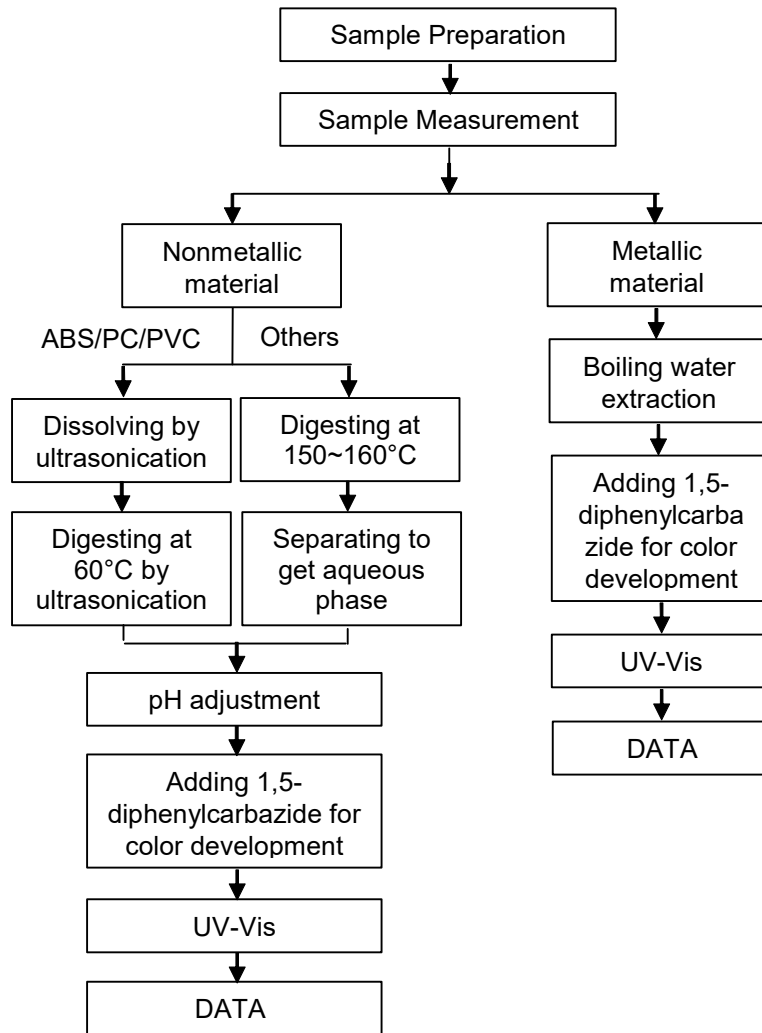 Sample Preparation
Sample Measurement
Nonmetallic
material
Metallic
material
ABS/PC/PVC
Others
Boiling water
extraction
Dissolving by
ultrasonication
Digesting at
150~160°C
Adding 1,5-
diphenylcarba
zide for color
development
Digesting at
60°C by
ultrasonication
Separating to
get aqueous
phase
UV-Vis
pH adjustment
DATA
Adding 1,5-
diphenylcarbazide for
color development
UV-Vis
DATA